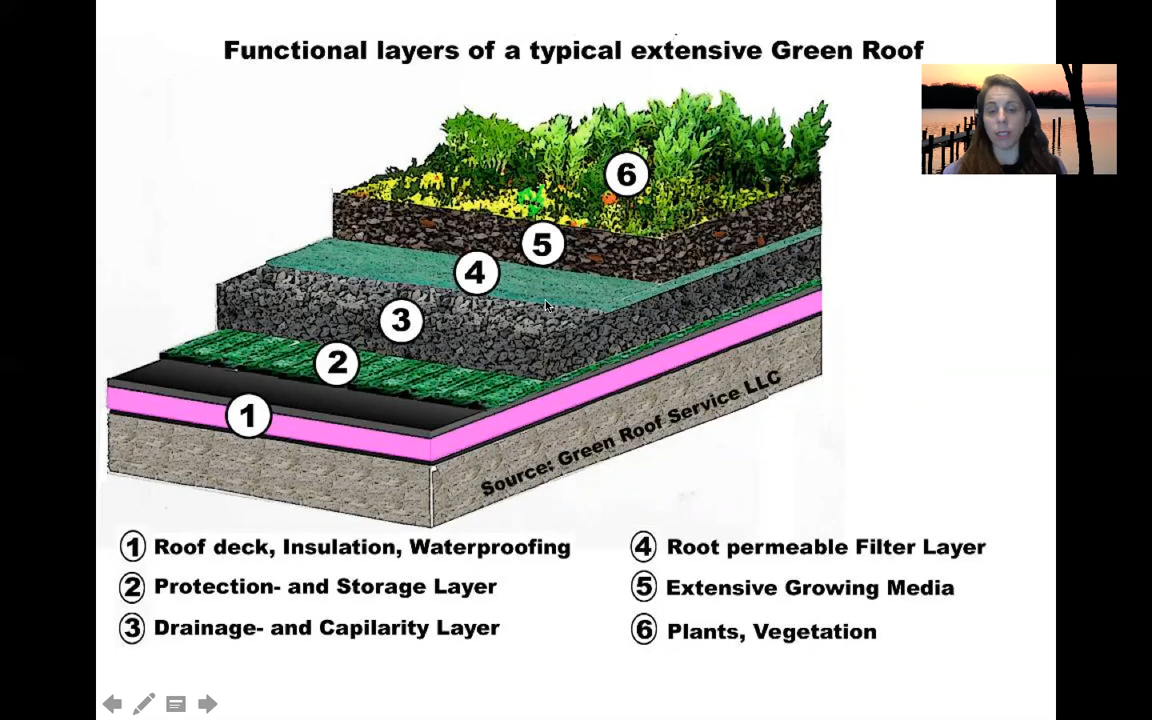 Functional layers of a typical extensive Green Roof
6
5
4
3
2
1
Source: Green Roof Service LLC
1 Roof deck, Insulation, Waterproofing
2 Protection- and Storage Layer
3 Drainage- and Capilarity Layer
4 Root permeable Filter Layer
5 Extensive Growing Media
6 Plants, Vegetation